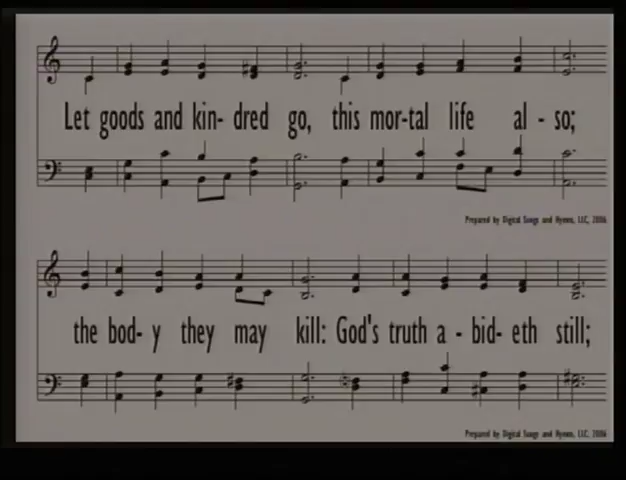 Let goods and kin- dred go, this mor-tal life al - so;
Prepared by Digital Songs and Hymns, LLC, 2006
the bod- y they may kill: God's truth a - bid- eth still;
Prepared by Digital Songs and Hymns, LLC, 2006